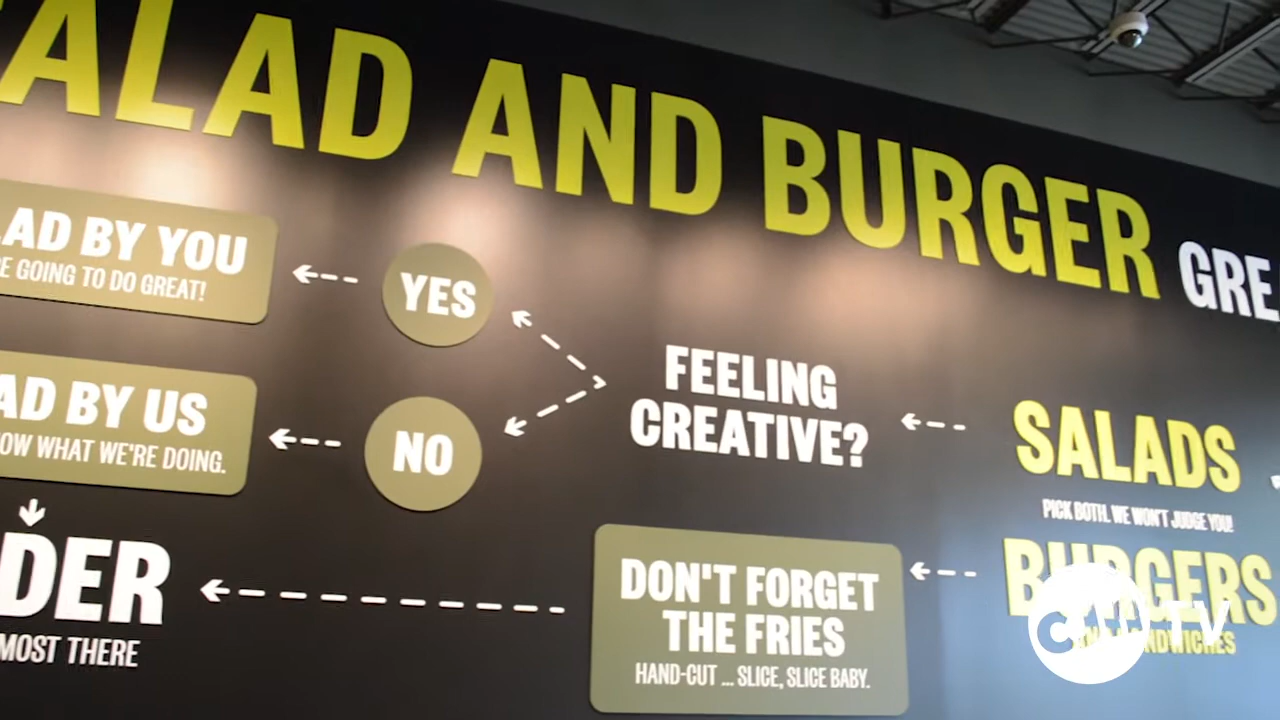 ALAD AND BURGER GRE
AD BY YOU
E GOING TO DO GREAT!
YES
AD BY US
OW WHAT WE'RE DOING.
NO
FEELING
CREATIVE?
SALADS
PICK BOTH. WE WON'T JUDGE YOU!
BURGERS
DER
MOST THERE
DON'T FORGET
THE FRIES
HAND-CUT ... SLICE, SLICE BABY.
TV